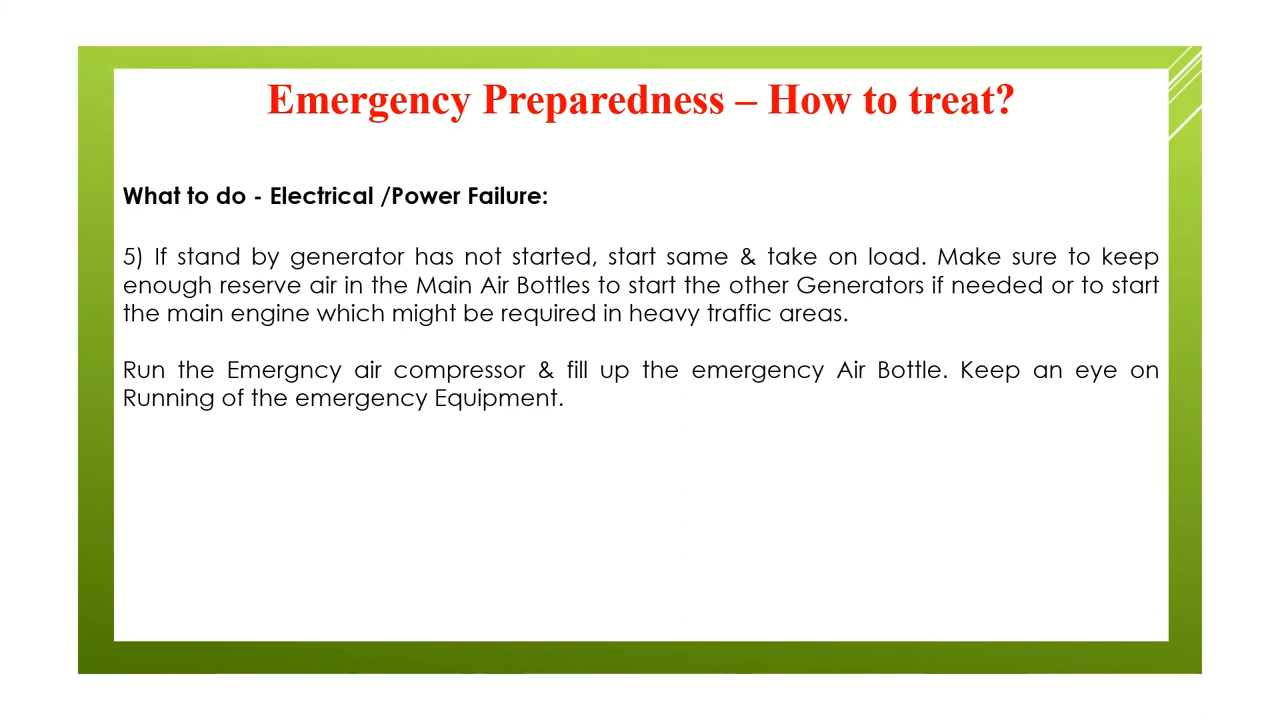 Emergency Preparedness – How to treat?
What to do - Electrical /Power Failure:
5) If stand by generator has not started, start same & take on load. Make sure to keep
enough reserve air in the Main Air Bottles to start the other Generators if needed or to start
the main engine which might be required in heavy traffic areas.
Run the Emergncy air compressor & fill up the emergency Air Bottle. Keep an eye on
Running of the emergency Equipment.